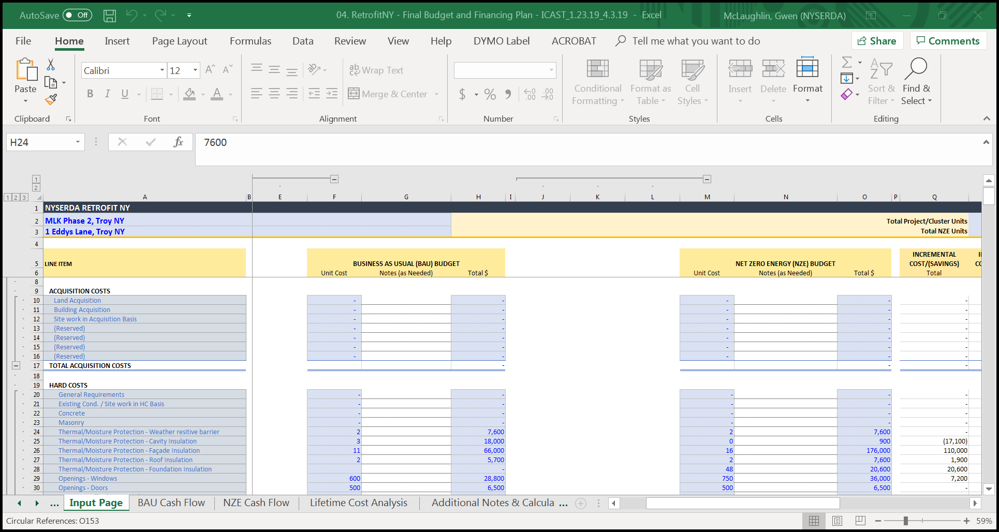 AutoSave Off 04. RetrofitNY - Final Budget and Financing Plan - ICAST_1.23.19_4.3.19 - Excel McLaughlin, Gwen (NYSERDA)
File Home Insert Page Layout Formulas Data Review View Help DYMO Label ACROBAT Tell me what you want to do Share Comments
Calibri 12 A A ab Wrap Text
Paste B I U A Merge & Center $ % , .00 .00
Conditional Formatting Format as Table Cell Styles Insert Delete Format Sort & Filter Find & Select
Clipboard Font Alignment Number Styles Cells Editing
H24 fx 7600
1
2
1 2 3 A B E F G H I J K L M N O P Q
1 NYSERDA RETROFIT NY
2 MLK Phase 2, Troy NY Total Project/Cluster Units
3 1 Eddys Lane, Troy NY Total NZE Units
4
INCREMENTAL
5 LINE ITEM BUSINESS AS USUAL (BAU) BUDGET NET ZERO ENERGY (NZE) BUDGET COST/(SAVINGS)
6 Unit Cost Notes (as Needed) Total $ Unit Cost Notes (as Needed) Total $ Total
8
9 ACQUISITION COSTS
10 Land Acquisition - - - - -
11 Building Acquisition - - - - -
12 Site work in Acquisition Basis - - - - -
13 (Reserved) - - - - -
14 (Reserved) - - - - -
15 (Reserved) - - - - -
16 (Reserved) - - - - -
17 TOTAL ACQUISITION COSTS - - -
18
19 HARD COSTS
20 General Requirements - - - - -
21 Existing Cond. / Site work in HC Basis - - - - -
22 Concrete - - - - -
23 Masonry - - - - -
24 Thermal/Moisture Protection - Weather resitive barrier 2 7,600 2 7,600 -
25 Thermal/Moisture Protection - Cavity Insulation 3 18,000 0 900 (17,100)
26 Thermal/Moisture Protection - Façade Insulation 11 66,000 16 176,000 110,000
27 Thermal/Moisture Protection - Roof Insulation 2 5,700 2 7,600 1,900
28 Thermal/Moisture Protection - Foundation Insulation - 48 20,600 20,600
29 Openings - Windows 600 28,800 750 36,000 7,200
30 Openings - Doors 500 6,500 500 6,500 -
... Input Page BAU Cash Flow NZE Cash Flow Lifetime Cost Analysis Additional Notes & Calcula ...
Circular References: O153 59%